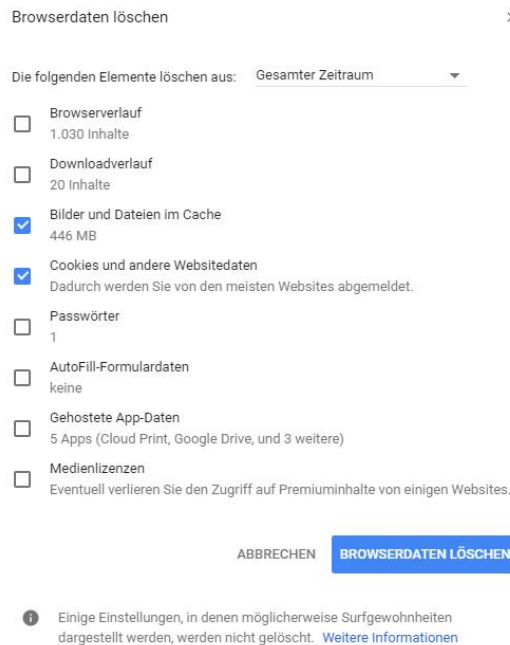 Browserdaten löschen
Die folgenden Elemente löschen aus: Gesamter Zeitraum
Browserverlauf
1.030 Inhalte
Downloadverlauf
20 Inhalte
Bilder und Dateien im Cache
446 MB
Cookies und andere Websitedaten
Dadurch werden Sie von den meisten Websites abgemeldet.
Passwörter
1
AutoFill-Formulardaten
keine
Gehostete App-Daten
5 Apps (Cloud Print, Google Drive, und 3 weitere)
Medienlizenzen
Eventuell verlieren Sie den Zugriff auf Premiuminhalte von einigen Websites.
ABBRECHEN BROWSERDATEN LÖSCHEN
Einige Einstellungen, in denen möglicherweise Surfgewohnheiten
dargestellt werden, werden nicht gelöscht. Weitere Informationen